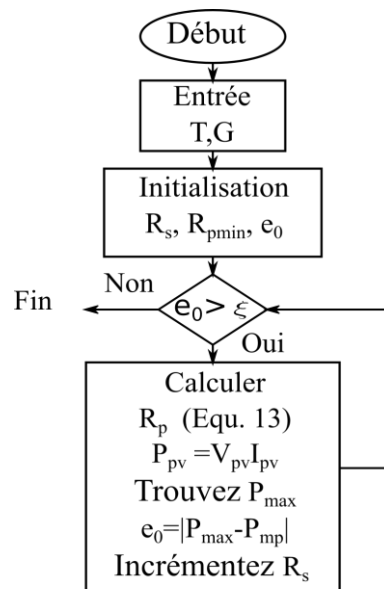 Début
Entrée
T,G
Initialisation
Rₛ, Rₚₘᵢₙ, e₀
Non
Fin
e₀ > ξ
Oui
Calculer
Rₚ (Equ. 13)
Pₚᵥ =VₚᵥIₚᵥ
Trouvez Pₘₐₓ
e₀=|Pₘₐₓ-Pₘₚ|
Incrémentez Rₛ